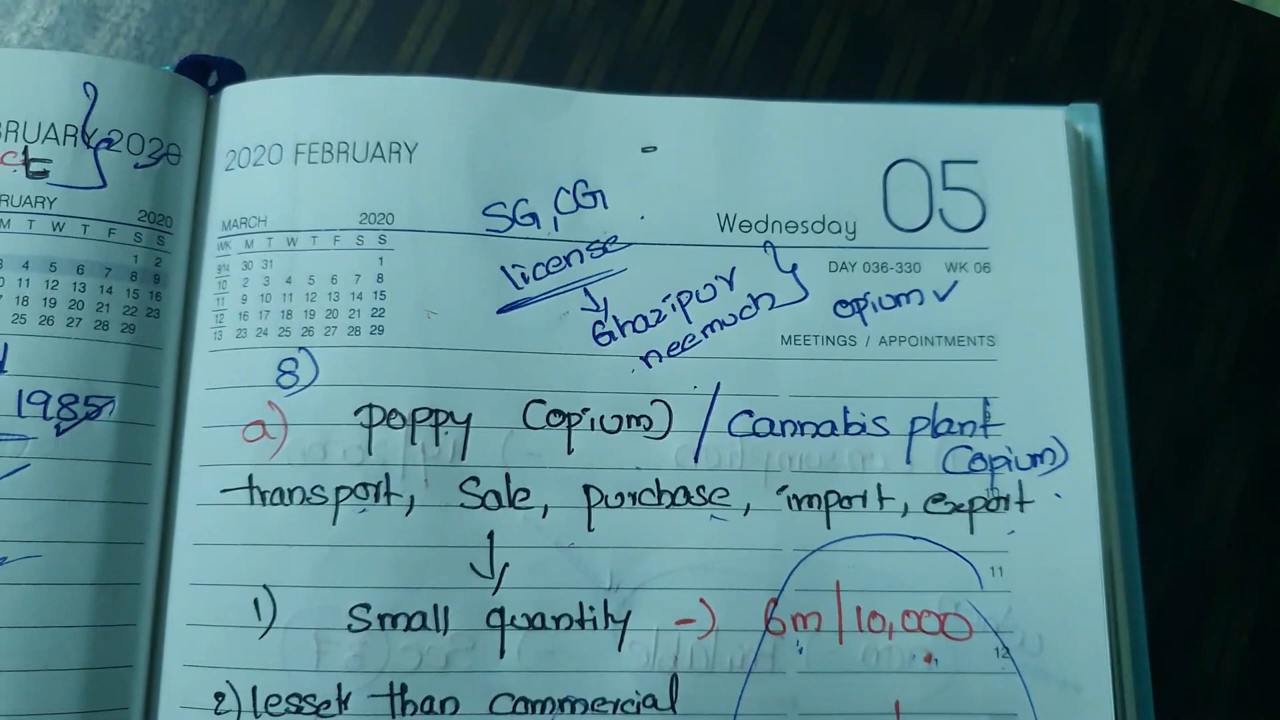 BRUARY 2020
ct
RUARY 2020
M T W T F S S
1 2
3 4 5 6 7 8 9
10 11 12 13 14 15 16
17 18 19 20 21 22 23
25 26 27 28 29
1985
2020 FEBRUARY
05
Wednesday
DAY 036-330 WK 06
MARCH 2020
WK M T W T F S S
9/14 30 31 1
10 2 3 4 5 6 7 8
11 9 10 11 12 13 14 15
12 16 17 18 19 20 21 22
13 23 24 25 26 27 28 29
SG, CG
license
Ghazipur
neemuch
opium ✓
MEETINGS / APPOINTMENTS
8)
a) poppy (opium) / Cannabis plant
(opium)
transport, Sale, purchase, import, export
1) Small quantity -> 6m/10,000
11
12
2) lesser than commercial